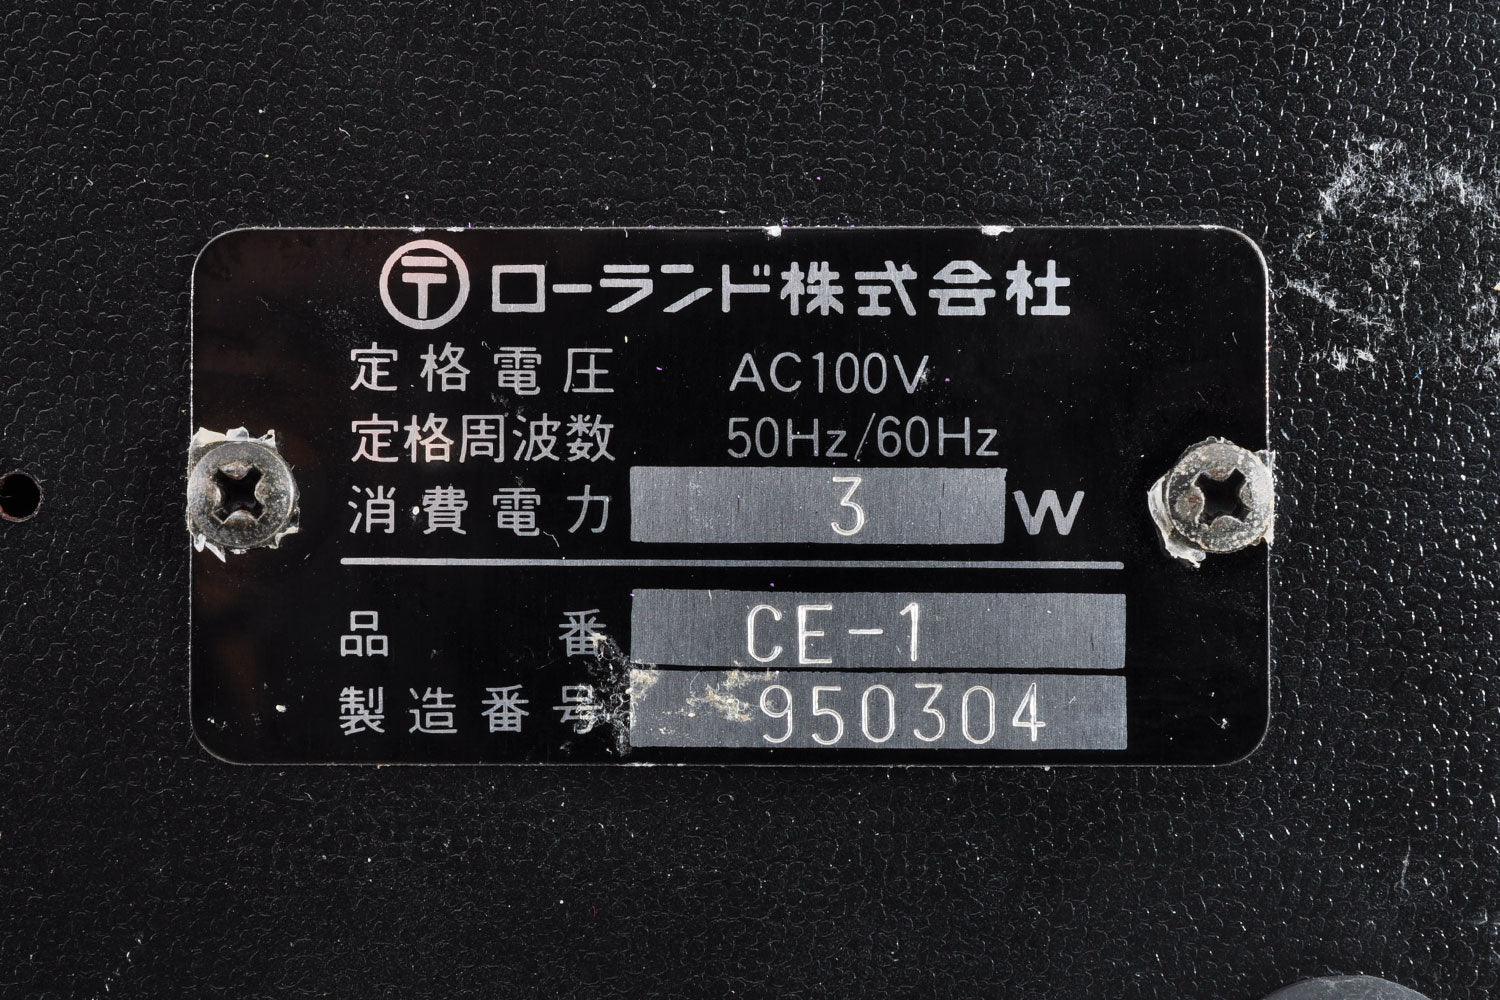 〶ローランド株式会社
定格電圧 AC100V
定格周波数 50Hz/60Hz
消費電力 3 W
品番 CE-1
製造番号 950304